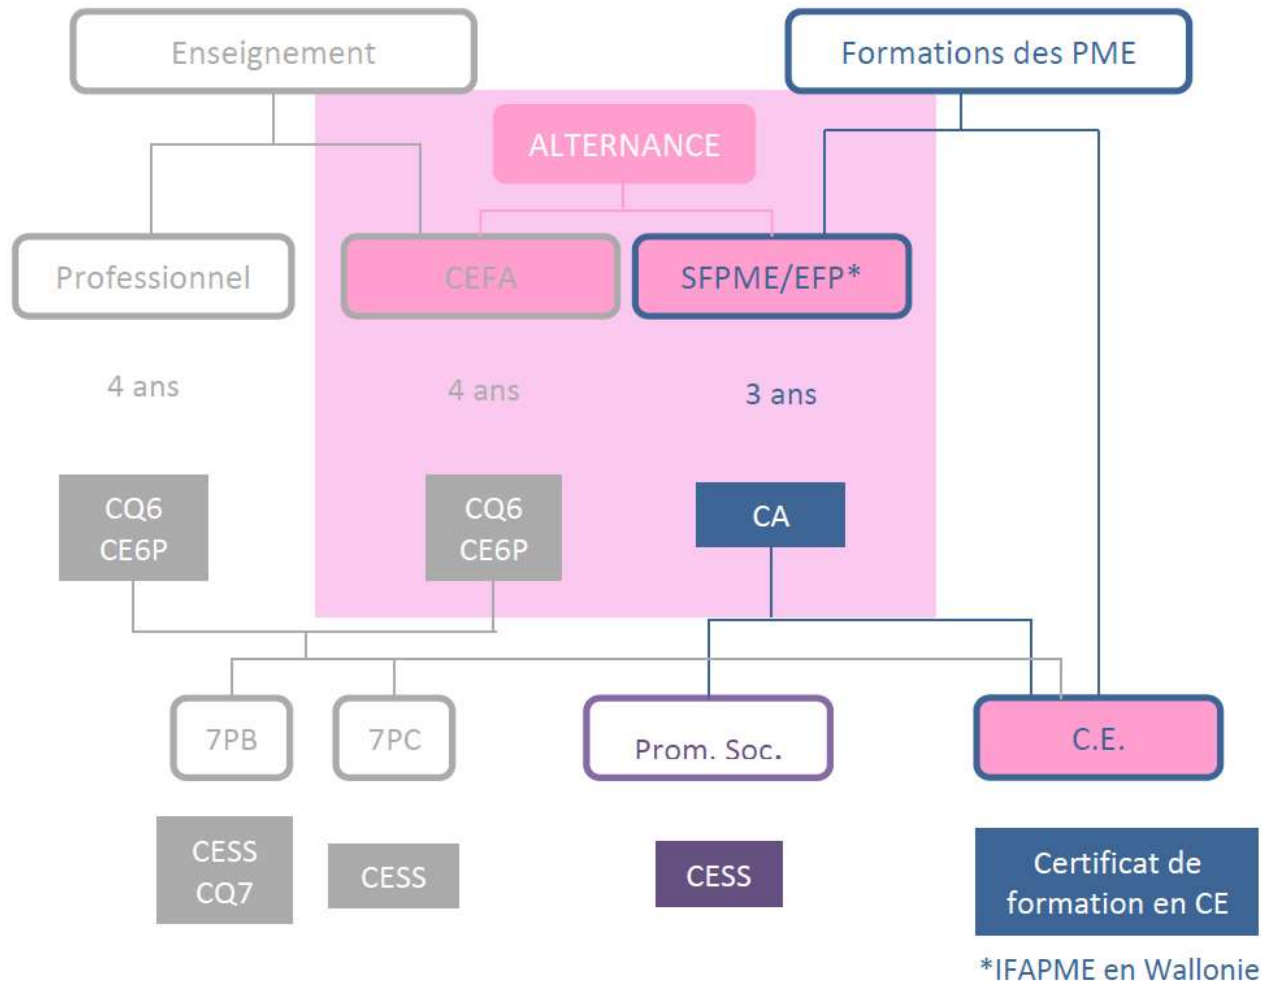 Enseignement
Formations des PME
ALTERNANCE
Professionnel
CEFA
SFPME/EFP*
4 ans
4 ans
3 ans
CQ6
CE6P
CQ6
CE6P
CA
7PB
7PC
Prom. Soc.
C.E.
CESS
CQ7
CESS
CESS
Certificat de
formation en CE
*IFAPME en Wallonie